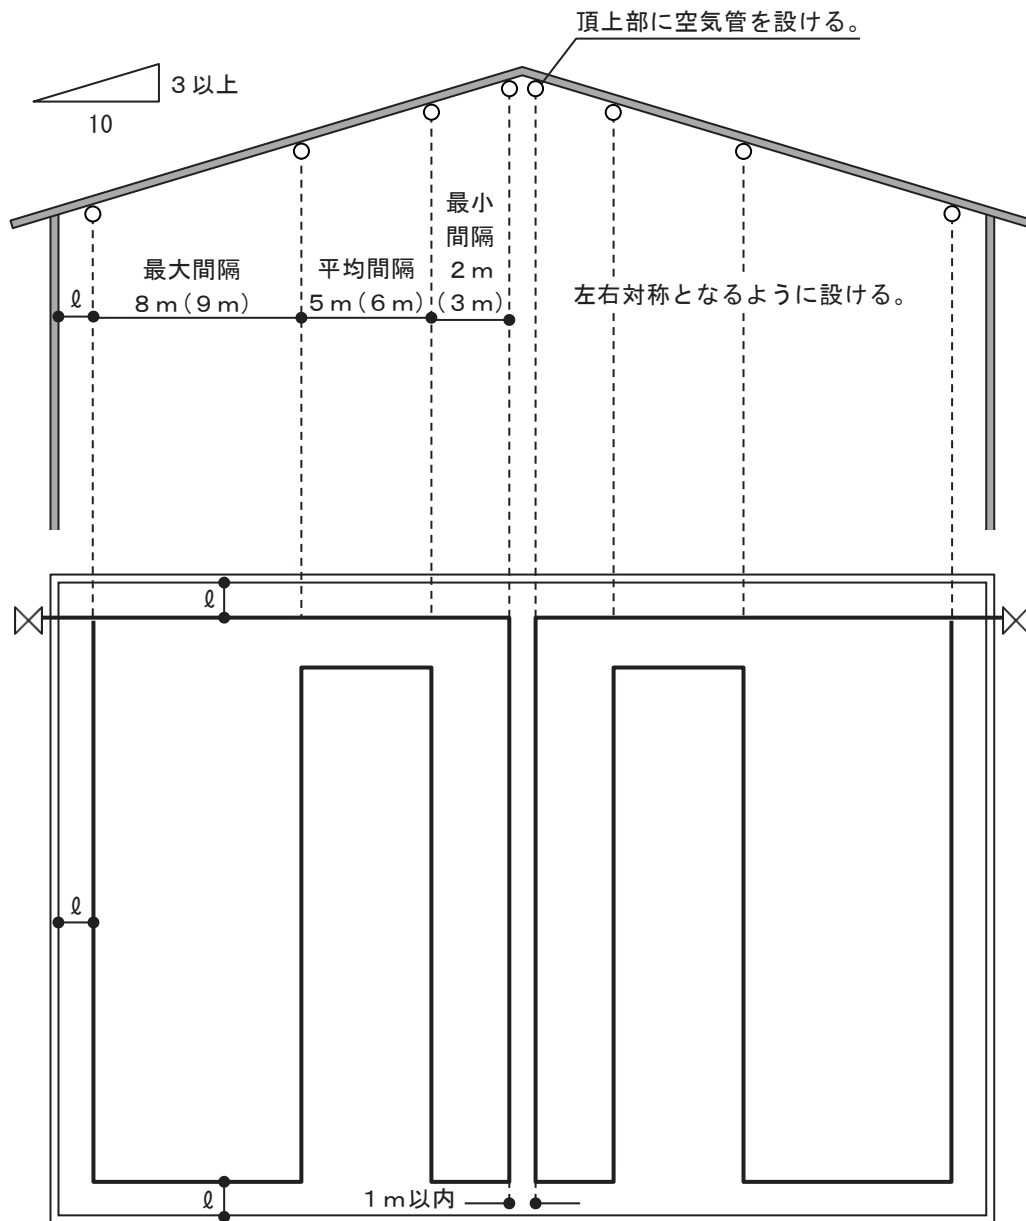 頂上部に空気管を設ける。
3以上
10
最小
間隔
2m
(3m)
最大間隔
8m(9m)
平均間隔
5m(6m)
左右対称となるように設ける。
ℓ
ℓ
ℓ
ℓ
1m以内